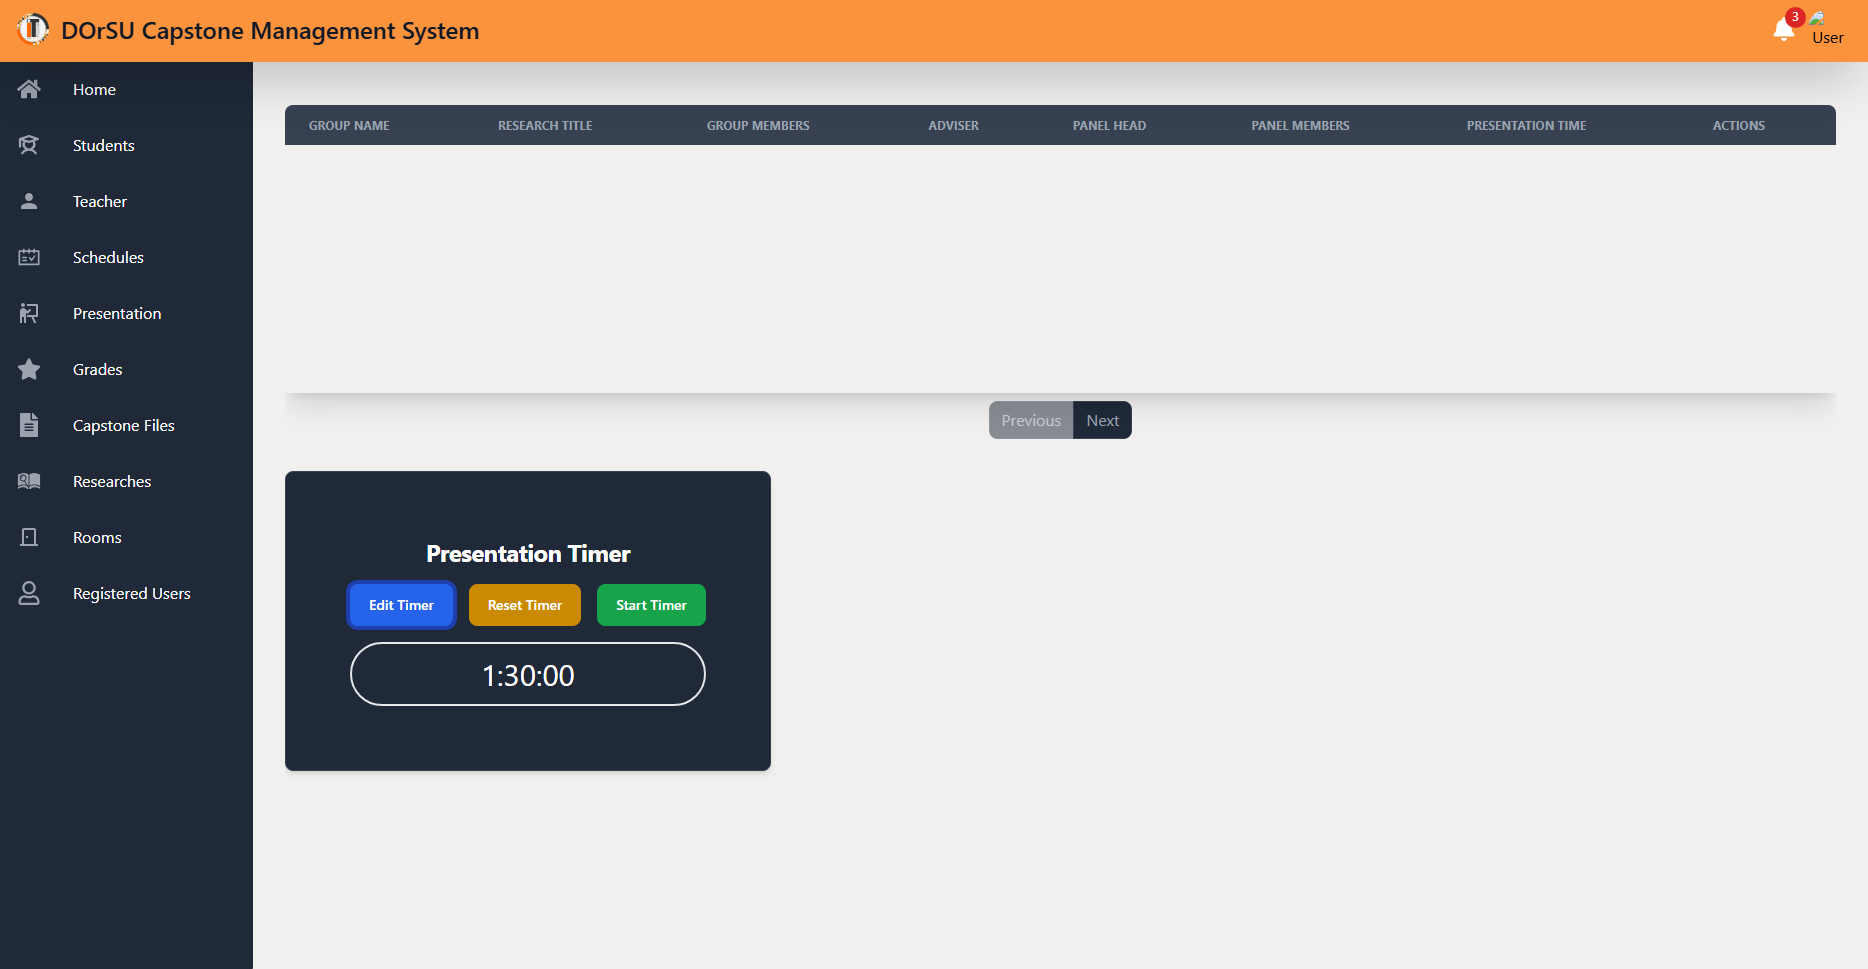 DOrSU Capstone Management System
3
User
Home
Students
Teacher
Schedules
Presentation
Grades
Capstone Files
Researches
Rooms
Registered Users
GROUP NAME RESEARCH TITLE GROUP MEMBERS ADVISER PANEL HEAD PANEL MEMBERS PRESENTATION TIME ACTIONS
Previous Next
Presentation Timer
Edit Timer Reset Timer Start Timer
1:30:00